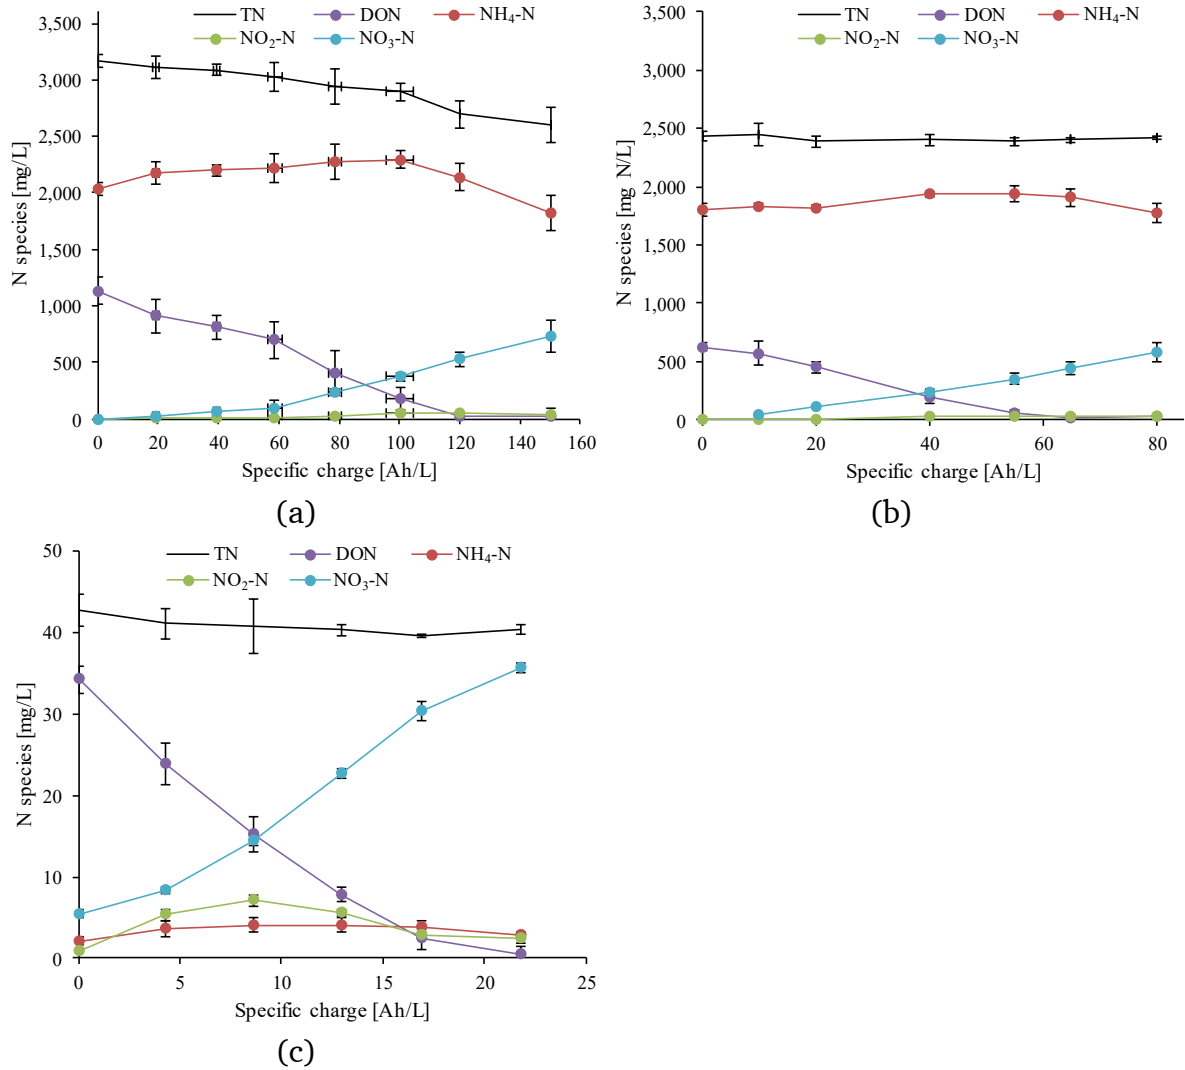 TN DON NH₄-N
NO₂-N NO₃-N
3,500
3,000
2,500
2,000
1,500
1,000
500
0
N species [mg/L]
0 20 40 60 80 100 120 140 160
Specific charge [Ah/L]
(a)
TN DON NH₄-N
NO₂-N NO₃-N
3,500
3,000
2,500
2,000
1,500
1,000
500
0
N species [mg N/L]
0 20 40 60 80
Specific charge [Ah/L]
(b)
TN DON NH₄-N
NO₂-N NO₃-N
50
40
30
20
10
0
N species [mg/L]
0 5 10 15 20 25
Specific charge [Ah/L]
(c)